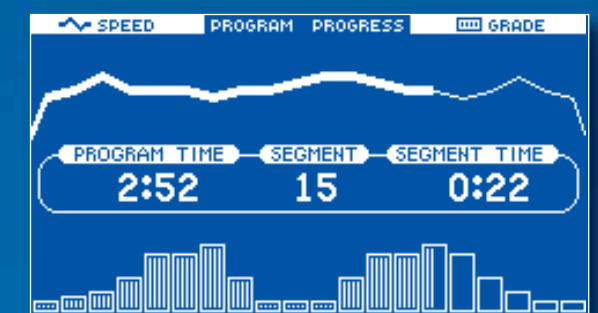 SPEED PROGRAM PROGRESS GRADE
PROGRAM TIME SEGMENT SEGMENT TIME
2:52 15 0:22